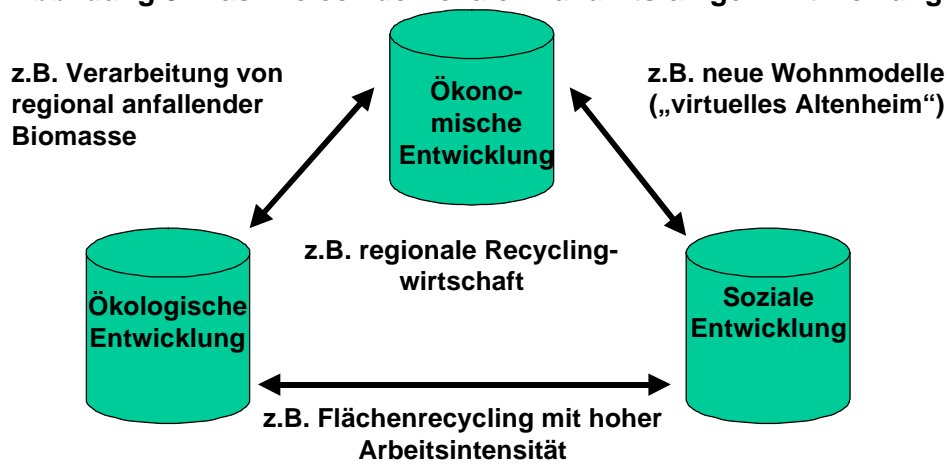 z.B. Verarbeitung von
regional anfallender
Biomasse
Ökono-
mische
Entwicklung
z.B. neue Wohnmodelle
(„virtuelles Altenheim“)
z.B. regionale Recycling-
wirtschaft
Ökologische
Entwicklung
Soziale
Entwicklung
z.B. Flächenrecycling mit hoher
Arbeitsintensität